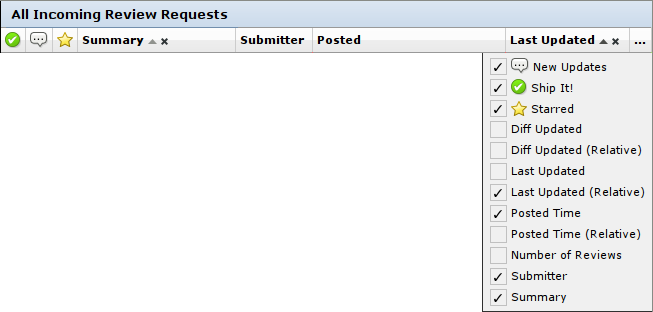 All Incoming Review Requests
Summary Submitter Posted Last Updated ...
New Updates
Ship It!
Starred
Diff Updated
Diff Updated (Relative)
Last Updated
Last Updated (Relative)
Posted Time
Posted Time (Relative)
Number of Reviews
Submitter
Summary